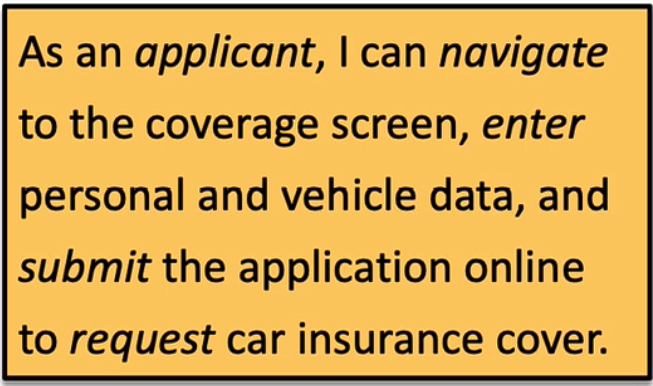 As an applicant, I can navigate
to the coverage screen, enter
personal and vehicle data, and
submit the application online
to request car insurance cover.